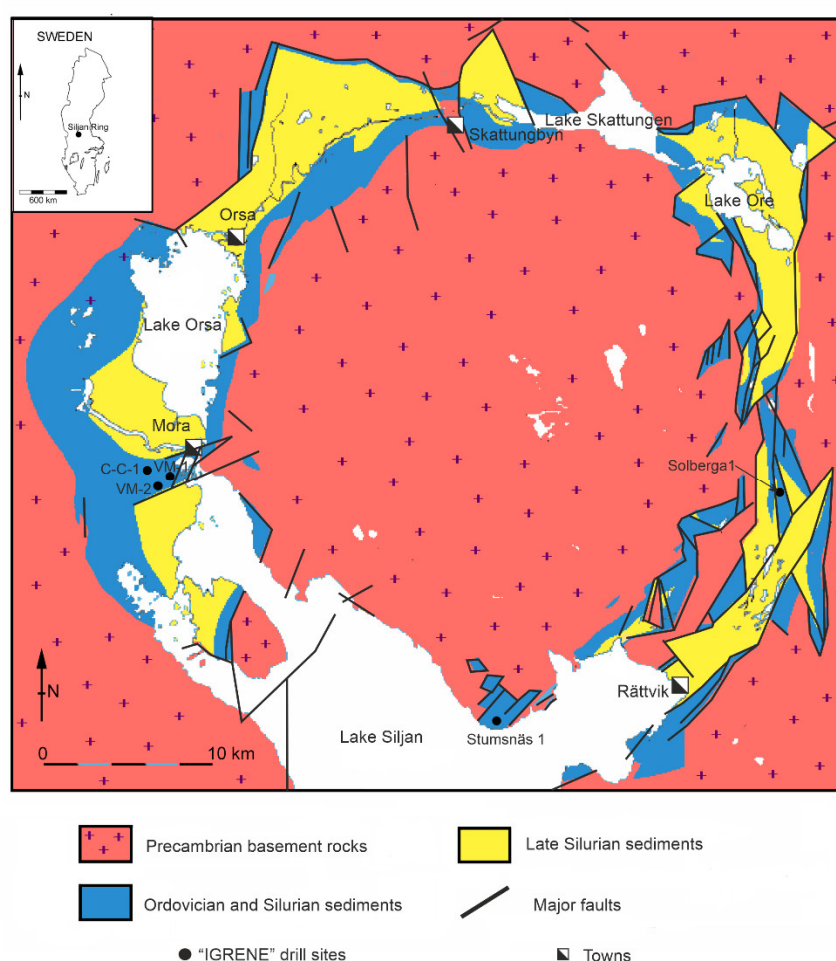 SWEDEN
N
Siljan Ring
600 km
Lake Skattungen
Skattungbyn
Lake Ore
Orsa
Lake Orsa
Mora
C-C-1
VM-1
VM-2
Solberga1
N
Rättvik
0 10 km
Lake Siljan
Stumsnäs 1
Precambrian basement rocks
Late Silurian sediments
Ordovician and Silurian sediments
Major faults
"IGRENE" drill sites
Towns